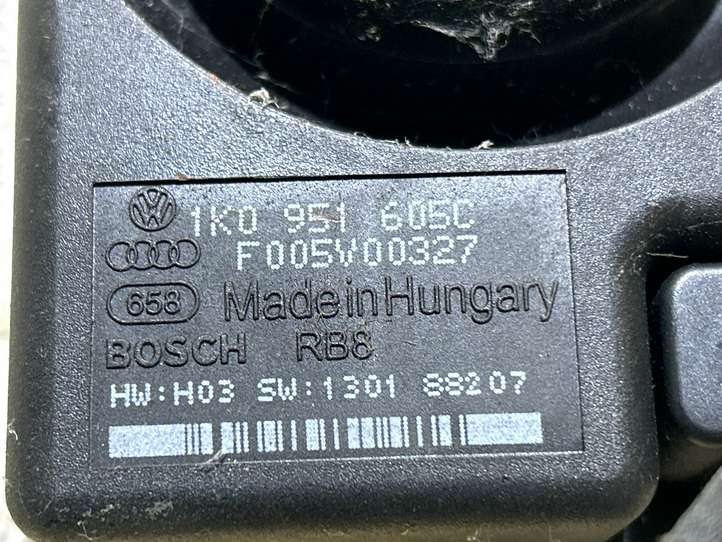 1K0 951 605C
F005V00327
658 Made in Hungary
BOSCH RB8
HW:H03 SW:1301 88207